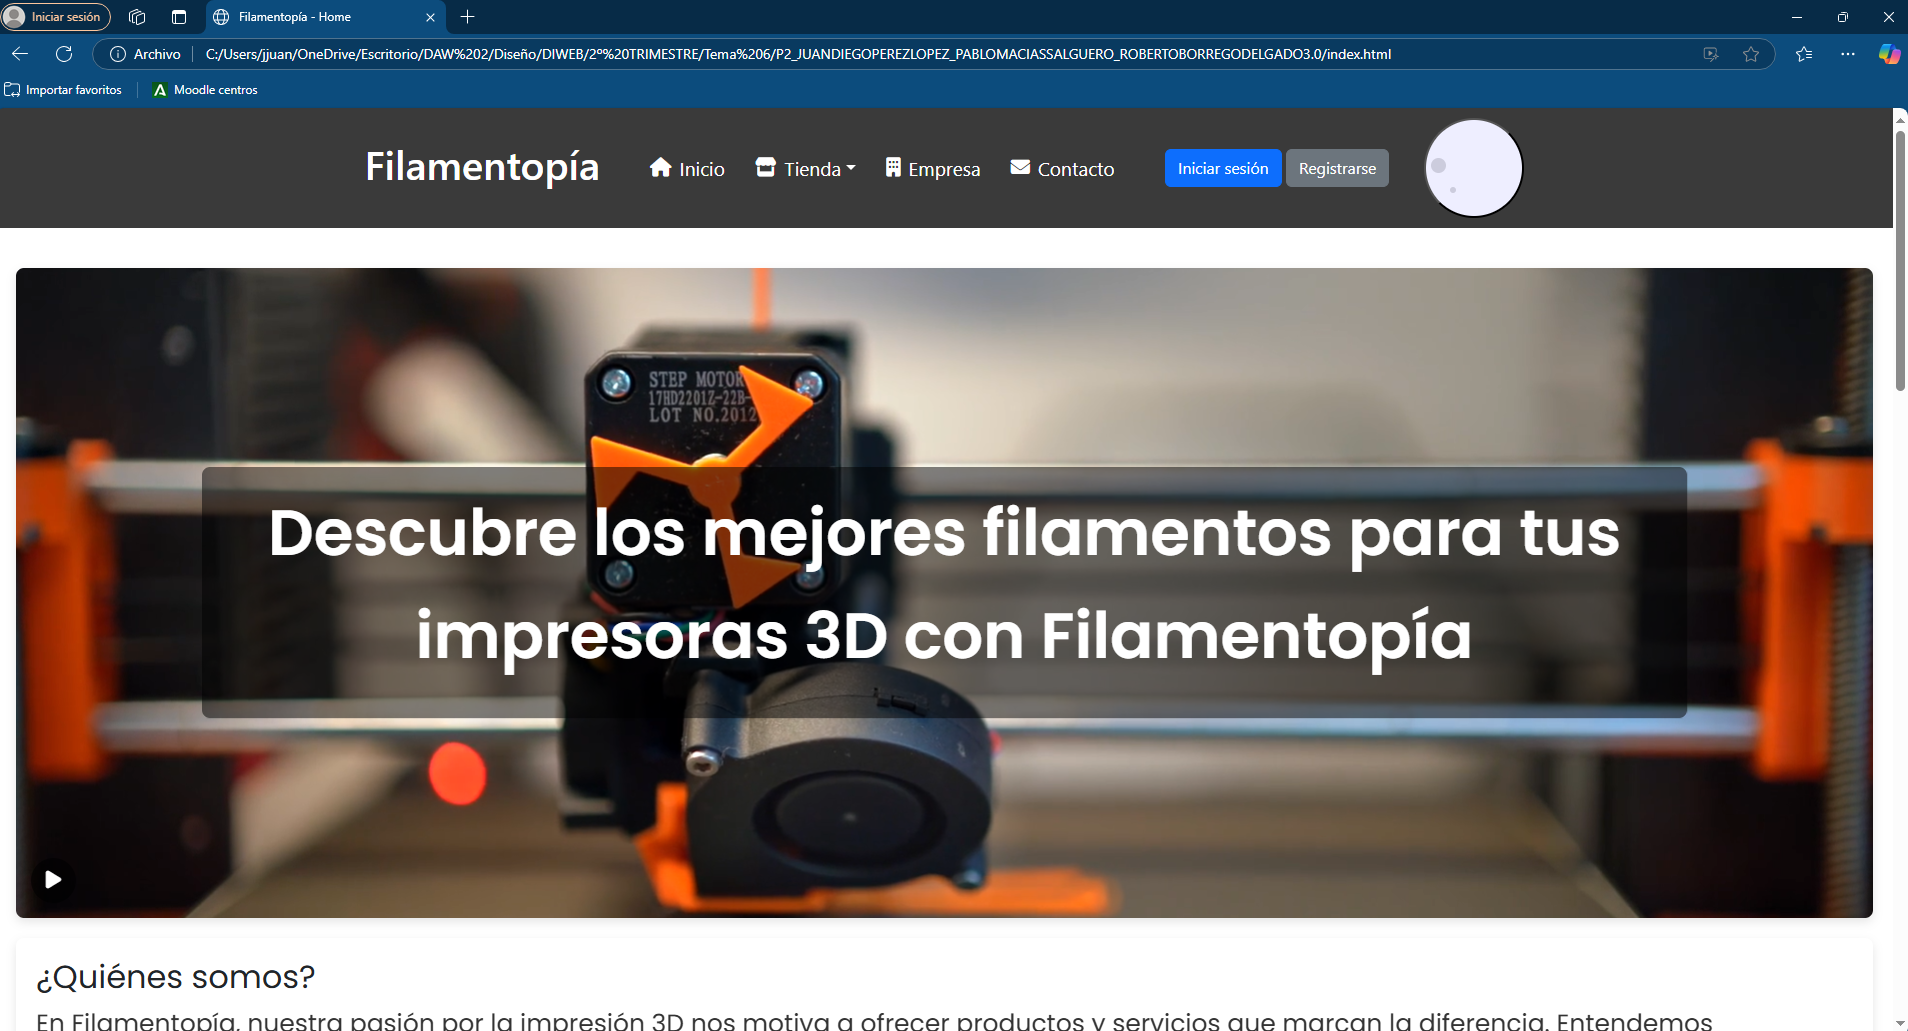 Iniciar sesión
Filamentopía - Home
Archivo
C:/Users/jjuan/OneDrive/Escritorio/DAW%202/Diseño/DIWEB/2º%20TRIMESTRE/Tema%206/P2_JUANDIEGOPEREZLOPEZ_PABLOMACIASSALGUERO_ROBERTOBORREGODELGADO3.0/index.html
Importar favoritos
Moodle centros
Filamentopía
Inicio
Tienda
Empresa
Contacto
Iniciar sesión
Registrarse
STEP MOTOR
17HD2201Z-22B-
LOT NO.2012
Descubre los mejores filamentos para tus
impresoras 3D con Filamentopía
¿Quiénes somos?
En Filamentopía, nuestra pasión por la impresión 3D nos motiva a ofrecer productos y servicios que marcan la diferencia. Entendemos